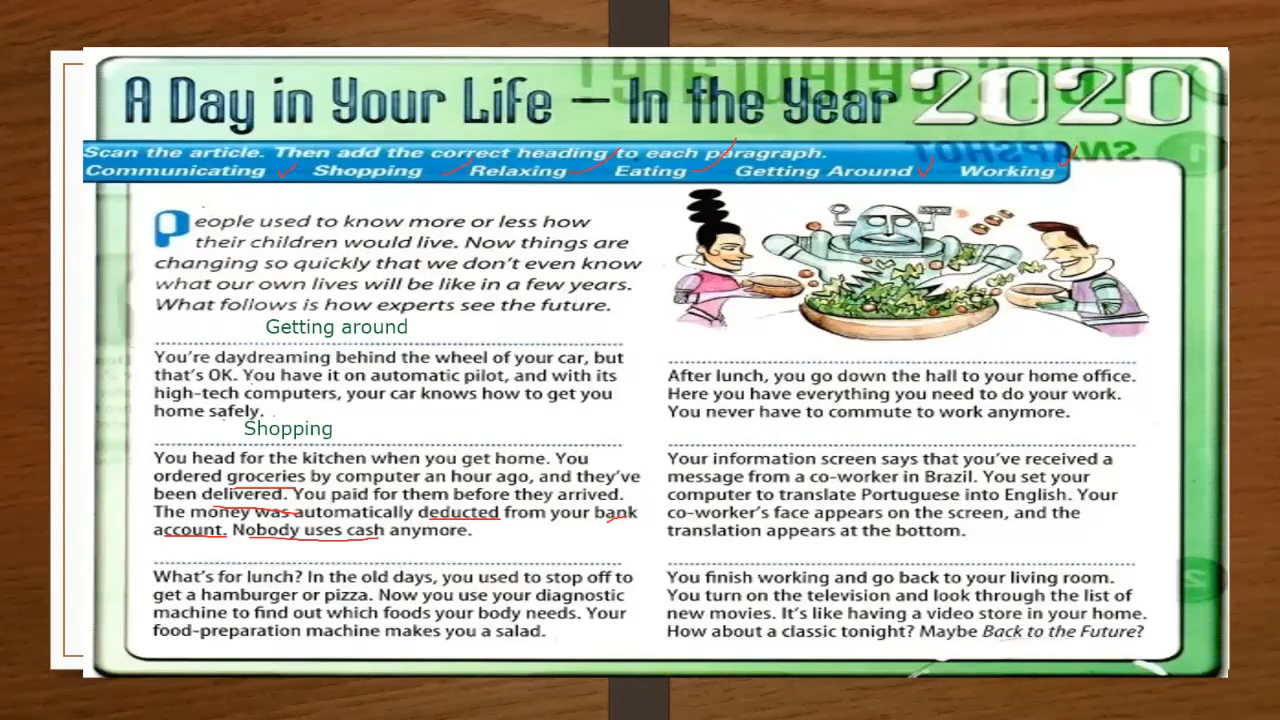 A Day in Your Life – In the Year 2020
Scan the article. Then add the correct heading to each paragraph.
Communicating Shopping Relaxing Eating Getting Around Working
People used to know more or less how
their children would live. Now things are
changing so quickly that we don't even know
what our own lives will be like in a few years.
What follows is how experts see the future.
Getting around
You're daydreaming behind the wheel of your car, but
that's OK. You have it on automatic pilot, and with its
high-tech computers, your car knows how to get you
home safely.
Shopping
You head for the kitchen when you get home. You
ordered groceries by computer an hour ago, and they've
been delivered. You paid for them before they arrived.
The money was automatically deducted from your bank
account. Nobody uses cash anymore.
What's for lunch? In the old days, you used to stop off to
get a hamburger or pizza. Now you use your diagnostic
machine to find out which foods your body needs. Your
food-preparation machine makes you a salad.
After lunch, you go down the hall to your home office.
Here you have everything you need to do your work.
You never have to commute to work anymore.
Your information screen says that you've received a
message from a co-worker in Brazil. You set your
computer to translate Portuguese into English. Your
co-worker's face appears on the screen, and the
translation appears at the bottom.
You finish working and go back to your living room.
You turn on the television and look through the list of
new movies. It's like having a video store in your home.
How about a classic tonight? Maybe Back to the Future?
SNAPSHOT